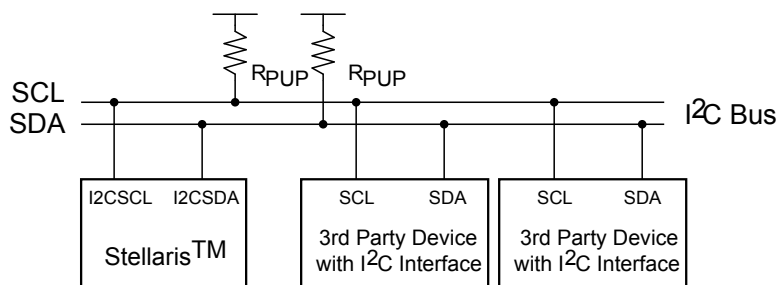 RPUP RPUP
SCL
SDA
I2C Bus
I2CSCL I2CSDA
Stellaris™
SCL SDA
3rd Party Device
with I2C Interface
SCL SDA
3rd Party Device
with I2C Interface